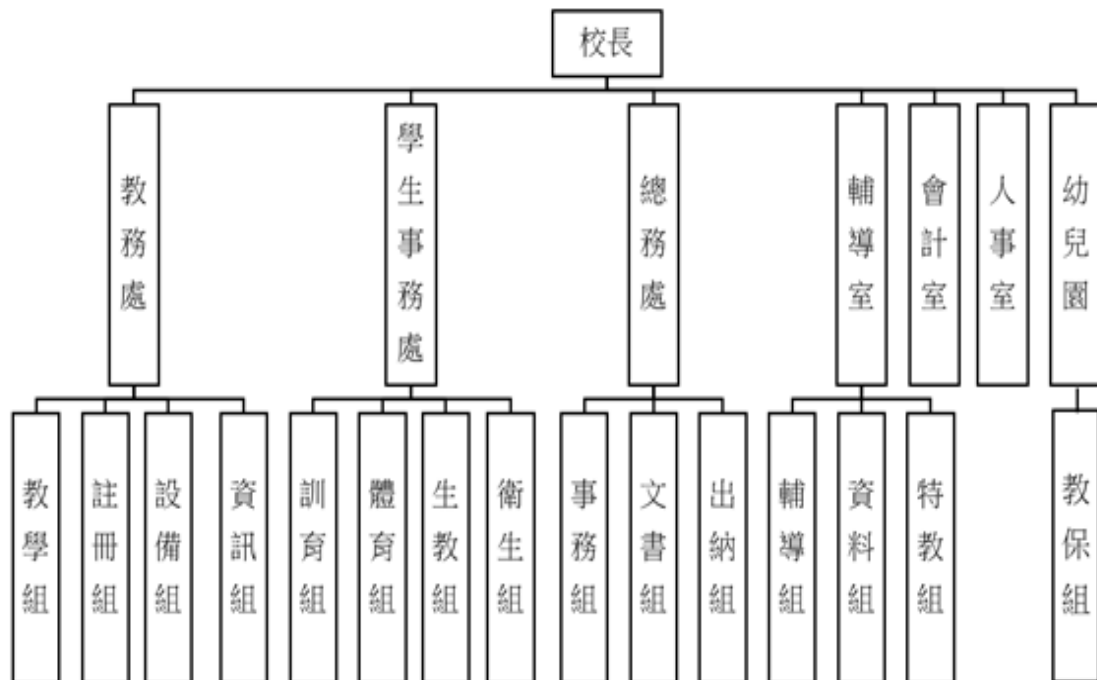 校長
教務處
學生事務處
總務處
輔導室
會計室
人事室
幼兒園
教學組
註冊組
設備組
資訊組
訓育組
體育組
生教組
衛生組
事務組
文書組
出納組
輔導組
資料組
特教組
教保組